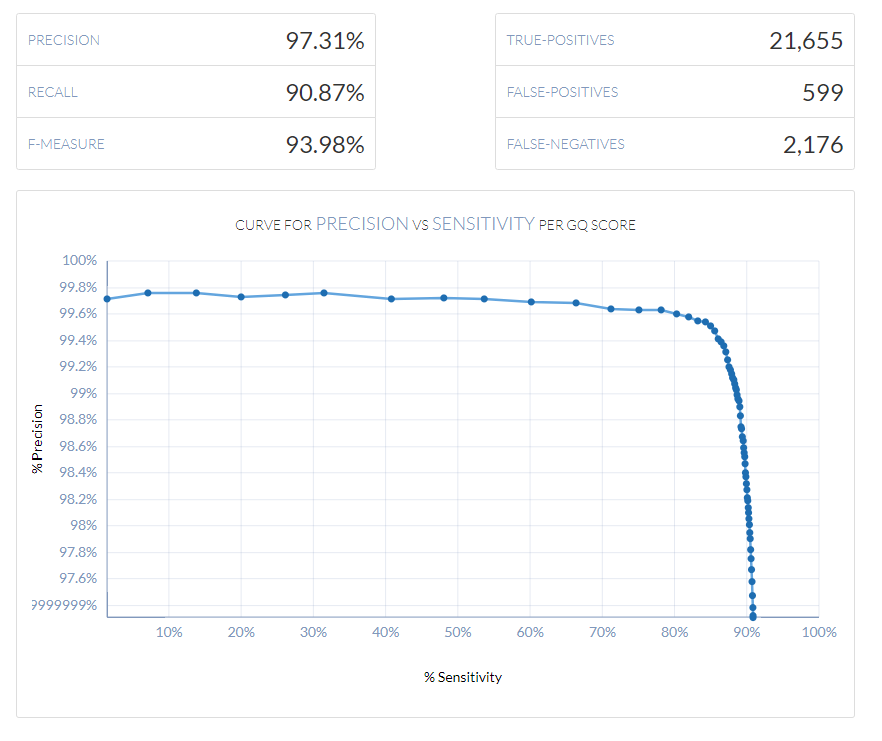 PRECISION 97.31%
RECALL 90.87%
F-MEASURE 93.98%
TRUE-POSITIVES 21,655
FALSE-POSITIVES 599
FALSE-NEGATIVES 2,176
CURVE FOR PRECISION VS SENSITIVITY PER GQ SCORE
100%
99.8%
99.6%
99.4%
99.2%
99%
98.8%
98.6%
98.4%
98.2%
98%
97.8%
97.6%
9999999%
% Precision
10% 20% 30% 40% 50% 60% 70% 80% 90% 100%
% Sensitivity